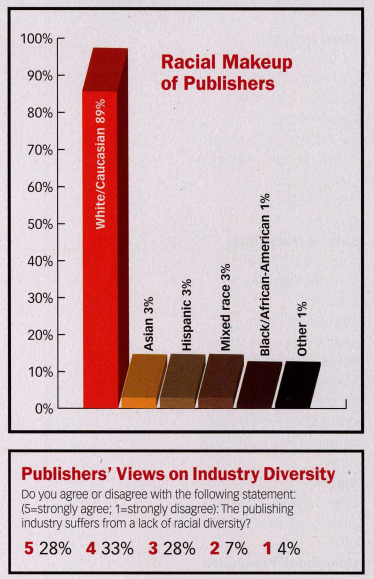 Racial Makeup
of Publishers
100%
90%
80%
70%
60%
50%
40%
30%
20%
10%
0%
White/Caucasian 89%
Asian 3%
Hispanic 3%
Mixed race 3%
Black/African-American 1%
Other 1%
Publishers' Views on Industry Diversity
Do you agree or disagree with the following statement:
(5=strongly agree; 1=strongly disagree): The publishing
industry suffers from a lack of racial diversity?
5 28% 4 33% 3 28% 2 7% 1 4%